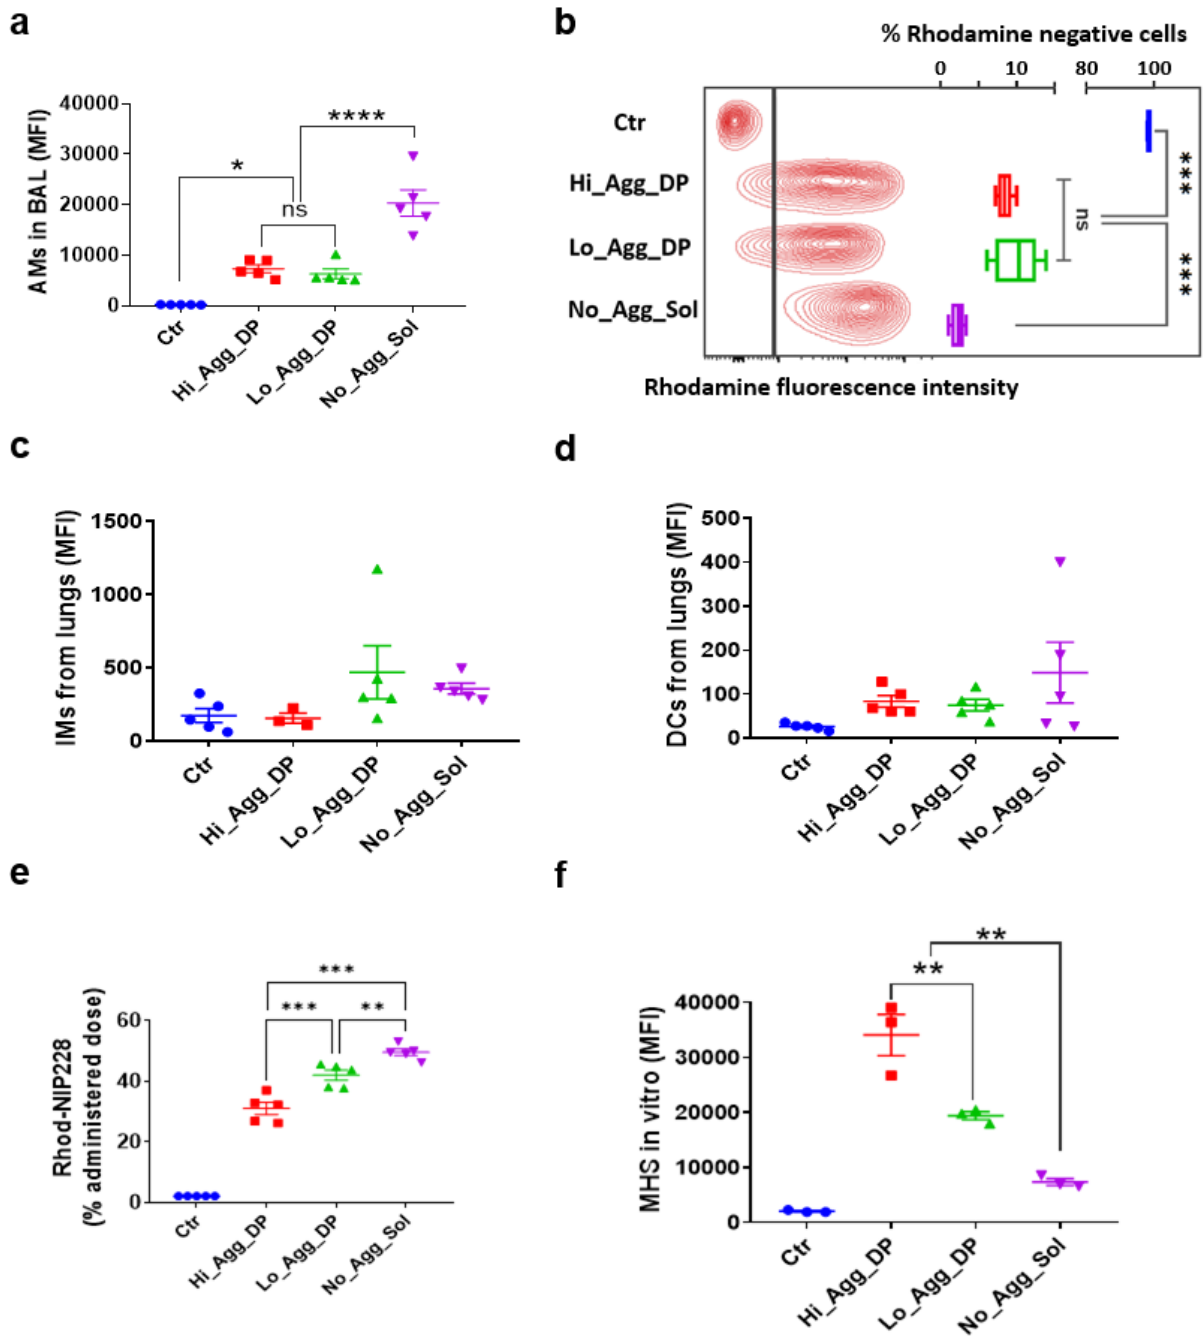 a
AMs in BAL (MFI)
40000
30000
20000
10000
0
*
ns
****
Ctr
Hi_Agg_DP
Lo_Agg_DP
No_Agg_Sol
b
% Rhodamine negative cells
0 10 80 100
Ctr
Hi_Agg_DP
Lo_Agg_DP
No_Agg_Sol
***
ns
***
Rhodamine fluorescence intensity
c
IMs from lungs (MFI)
1500
1000
500
0
Ctr
Hi_Agg_DP
Lo_Agg_DP
No_Agg_Sol
d
DCs from lungs (MFI)
500
400
300
200
100
0
Ctr
Hi_Agg_DP
Lo_Agg_DP
No_Agg_Sol
e
Rhod-NIP228
(% administered dose)
60
40
20
0
***
*** **
Ctr
Hi_Agg_DP
Lo_Agg_DP
No_Agg_Sol
f
MHS in vitro (MFI)
40000
30000
20000
10000
0
**
**
Ctr
Hi_Agg_DP
Lo_Agg_DP
No_Agg_Sol